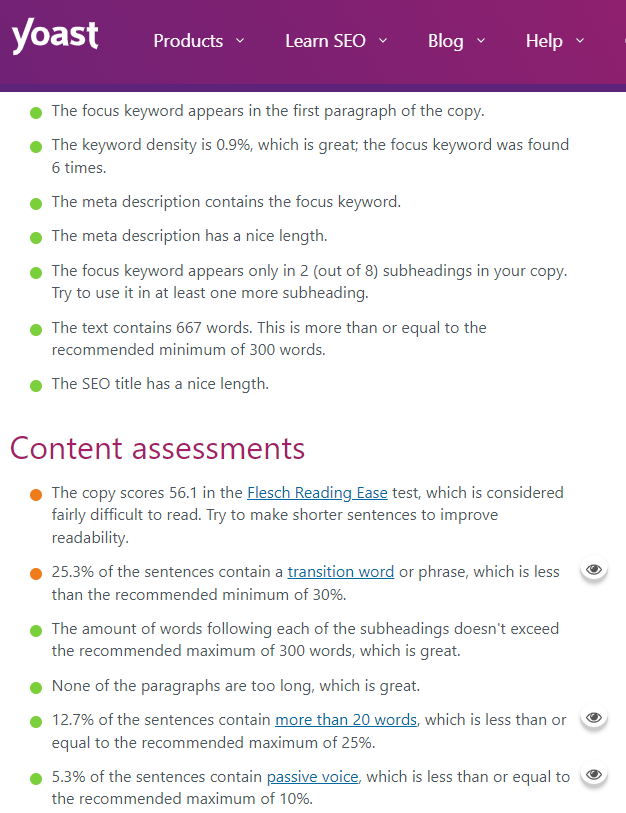 yoast
Products Learn SEO Blog Help
The focus keyword appears in the first paragraph of the copy.
The keyword density is 0.9%, which is great; the focus keyword was found
6 times.
The meta description contains the focus keyword.
The meta description has a nice length.
The focus keyword appears only in 2 (out of 8) subheadings in your copy.
Try to use it in at least one more subheading.
The text contains 667 words. This is more than or equal to the
recommended minimum of 300 words.
The SEO title has a nice length.
Content assessments
The copy scores 56.1 in the Flesch Reading Ease test, which is considered
fairly difficult to read. Try to make shorter sentences to improve
readability.
25.3% of the sentences contain a transition word or phrase, which is less
than the recommended minimum of 30%.
The amount of words following each of the subheadings doesn't exceed
the recommended maximum of 300 words, which is great.
None of the paragraphs are too long, which is great.
12.7% of the sentences contain more than 20 words, which is less than or
equal to the recommended maximum of 25%.
5.3% of the sentences contain passive voice, which is less than or equal to
the recommended maximum of 10%.